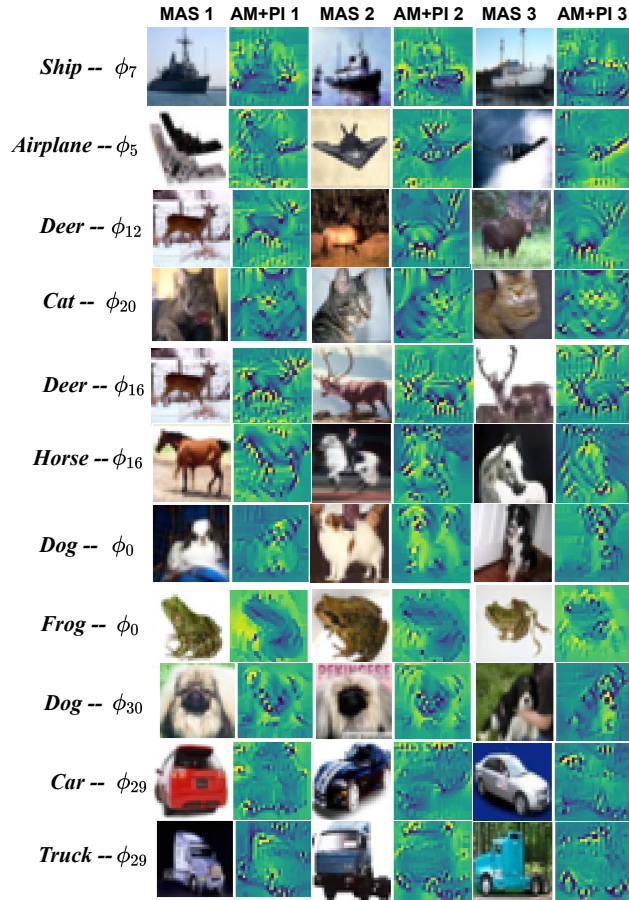 MAS 1 AM+PI 1 MAS 2 AM+PI 2 MAS 3 AM+PI 3
Ship -- ϕ₇
Airplane -- ϕ₅
Deer -- ϕ₁₂
Cat -- ϕ₂₀
Deer -- ϕ₁₆
Horse -- ϕ₁₆
Dog -- ϕ₀
Frog -- ϕ₀
Dog -- ϕ₃₀
PEKINGESE
Car -- ϕ₂₉
Truck -- ϕ₂₉